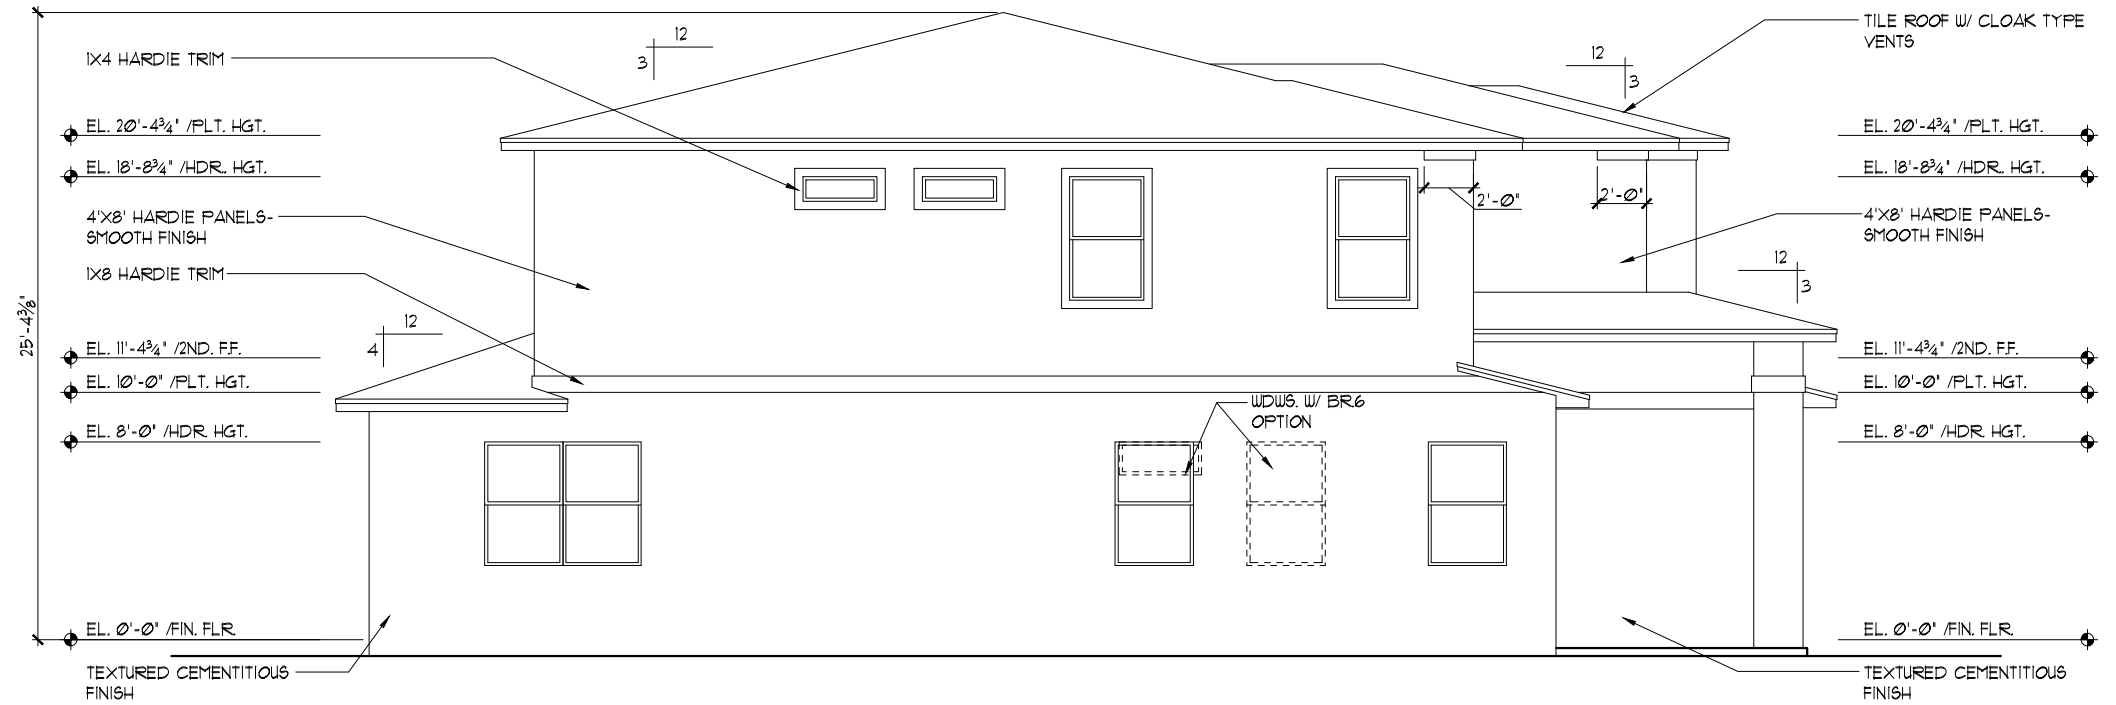 TILE ROOF W/ CLOAK TYPE
VENTS
12
3
1X4 HARDIE TRIM
12
3
EL. 20'-4¾" /PLT. HGT.
EL. 20'-4¾" /PLT. HGT.
EL. 18'-8¾" /HDR. HGT.
EL. 18'-8¾" /HDR. HGT.
2'-0"
2'-0"
4'X8' HARDIE PANELS-
SMOOTH FINISH
4'X8' HARDIE PANELS-
SMOOTH FINISH
1X8 HARDIE TRIM
12
3
25'-4⅜"
12
4
EL. 11'-4¾" /2ND. F.F.
EL. 11'-4¾" /2ND. F.F.
EL. 10'-0" /PLT. HGT.
EL. 10'-0" /PLT. HGT.
WDWS. W/ BR.6
OPTION
EL. 8'-0" /HDR. HGT.
EL. 8'-0" /HDR. HGT.
EL. 0'-0" /FIN. FLR.
EL. 0'-0" /FIN. FLR.
TEXTURED CEMENTITIOUS
FINISH
TEXTURED CEMENTITIOUS
FINISH